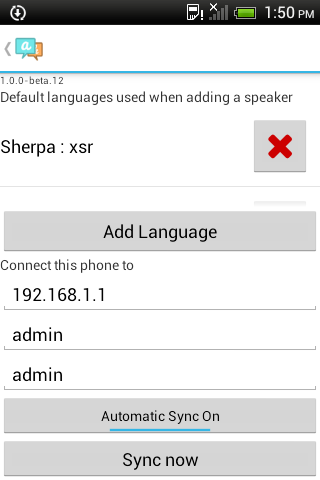 1:50 PM
1.0.0-beta.12
Default languages used when adding a speaker
Sherpa : xsr
Add Language
Connect this phone to
192.168.1.1
admin
admin
Automatic Sync On
Sync now